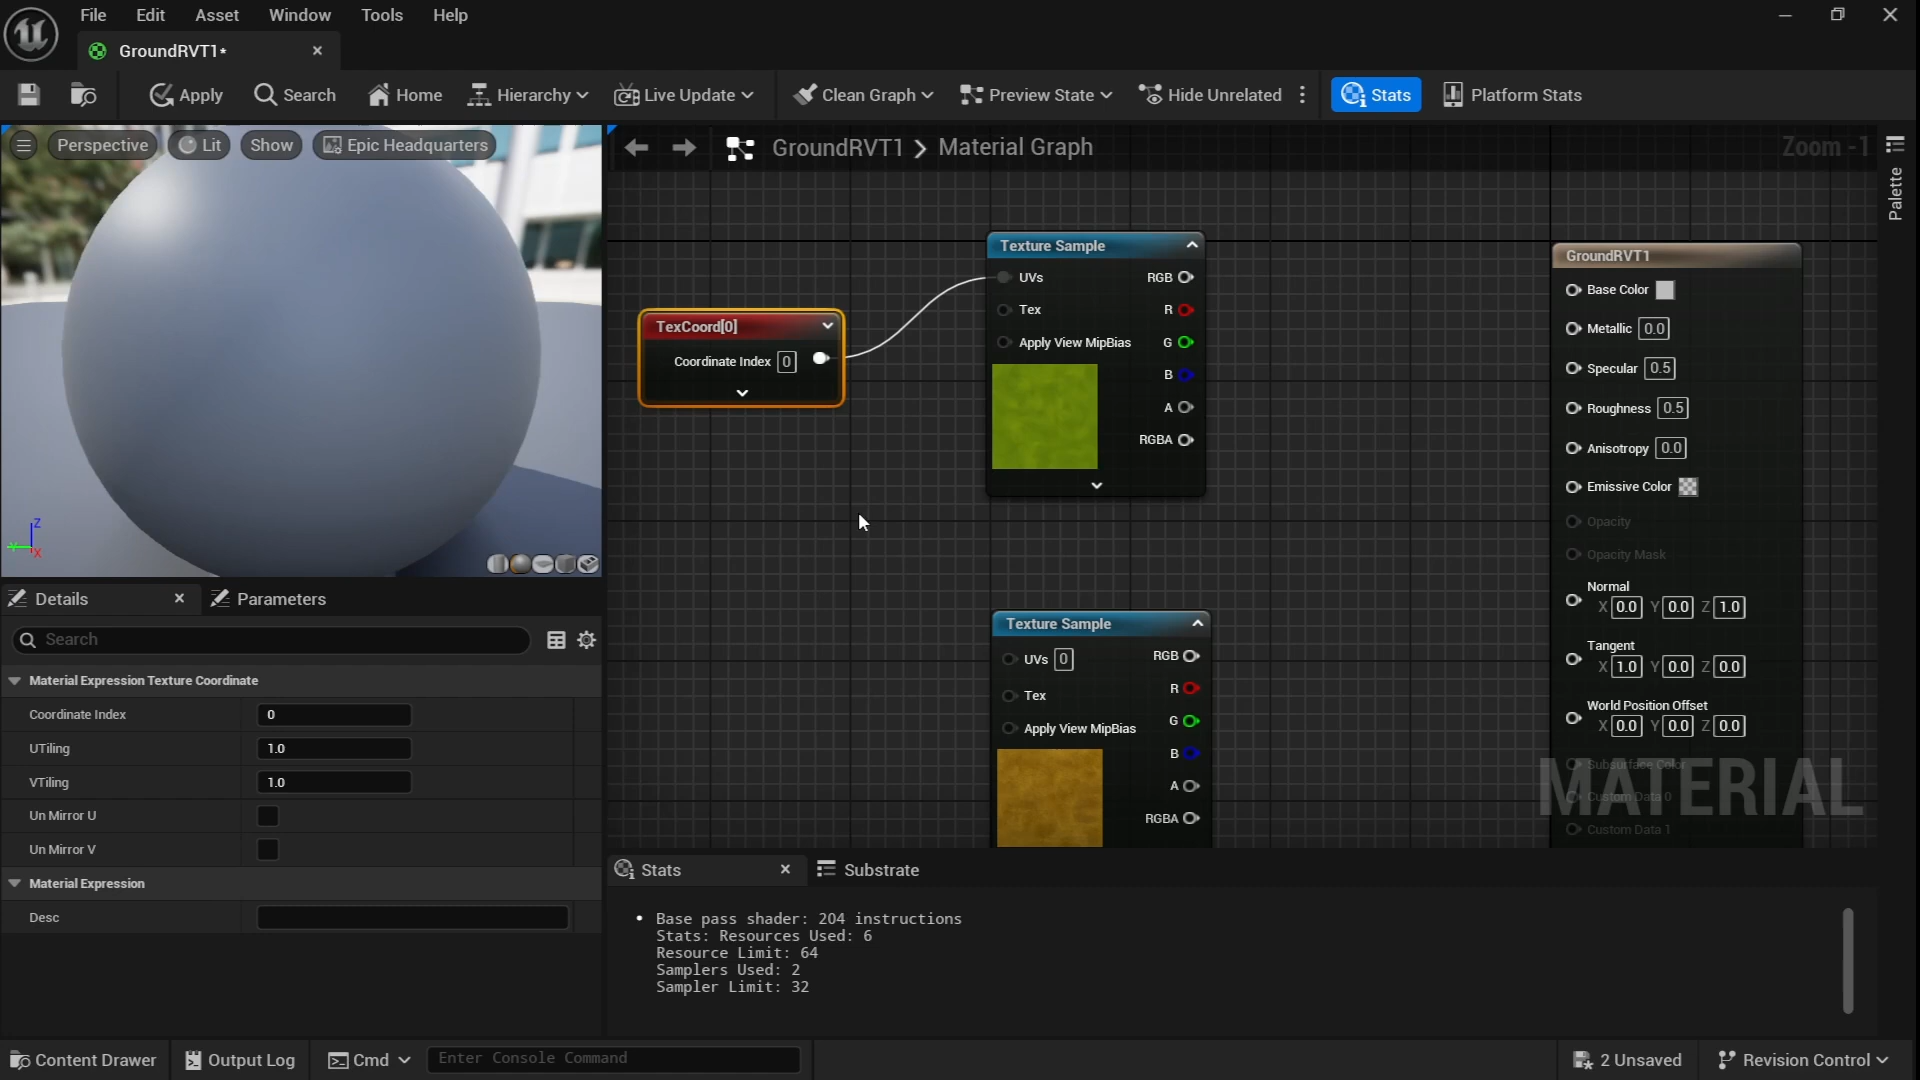 File Edit Asset Window Tools Help
GroundRVT1*
Apply Search Home Hierarchy Live Update Clean Graph Preview State Hide Unrelated Stats Platform Stats
Perspective Lit Show Epic Headquarters
GroundRVT1 > Material Graph
Zoom -1
Palette
Z
Y
X
TexCoord[0]
Coordinate Index 0
Texture Sample
UVs RGB
Tex R
Apply View MipBias G
B
A
RGBA
Texture Sample
UVs 0 RGB
Tex R
Apply View MipBias G
B
A
RGBA
GroundRVT1
Base Color
Metallic 0.0
Specular 0.5
Roughness 0.5
Anisotropy 0.0
Emissive Color
Opacity
Opacity Mask
Normal
X 0.0 Y 0.0 Z 1.0
Tangent
X 1.0 Y 0.0 Z 0.0
World Position Offset
X 0.0 Y 0.0 Z 0.0
Subsurface Color
Custom Data 0
Custom Data 1
MATERIAL
Details Parameters
Search
Material Expression Texture Coordinate
Coordinate Index 0
UTiling 1.0
VTiling 1.0
Un Mirror U
Un Mirror V
Material Expression
Desc
Stats Substrate
• Base pass shader: 204 instructions
Stats: Resources Used: 6
Resource Limit: 64
Samplers Used: 2
Sampler Limit: 32
Content Drawer Output Log Cmd Enter Console Command 2 Unsaved Revision Control